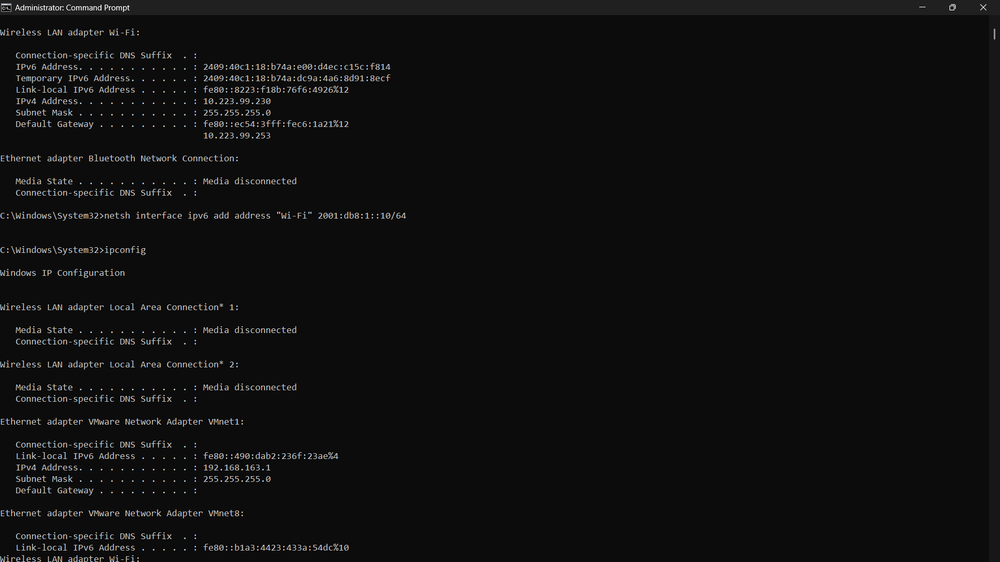 Administrator: Command Prompt
Wireless LAN adapter Wi-Fi:
   Connection-specific DNS Suffix  . :
   IPv6 Address. . . . . . . . . . . : 2409:40c1:18:b74a:e00:d4ec:c15c:f814
   Temporary IPv6 Address. . . . . . : 2409:40c1:18:b74a:dc9a:4a6:8d91:8ecf
   Link-local IPv6 Address . . . . . : fe80::8223:f18b:76f6:4926%12
   IPv4 Address. . . . . . . . . . . : 10.223.99.230
   Subnet Mask . . . . . . . . . . . : 255.255.255.0
   Default Gateway . . . . . . . . . : fe80::ec54:3fff:fec6:1a21%12
                                       10.223.99.253
Ethernet adapter Bluetooth Network Connection:
   Media State . . . . . . . . . . . : Media disconnected
   Connection-specific DNS Suffix  . :
C:\Windows\System32>netsh interface ipv6 add address "Wi-Fi" 2001:db8:1::10/64
C:\Windows\System32>ipconfig
Windows IP Configuration
Wireless LAN adapter Local Area Connection* 1:
   Media State . . . . . . . . . . . : Media disconnected
   Connection-specific DNS Suffix  . :
Wireless LAN adapter Local Area Connection* 2:
   Media State . . . . . . . . . . . : Media disconnected
   Connection-specific DNS Suffix  . :
Ethernet adapter VMware Network Adapter VMnet1:
   Connection-specific DNS Suffix  . :
   Link-local IPv6 Address . . . . . : fe80::490:dab2:236f:23ae%4
   IPv4 Address. . . . . . . . . . . : 192.168.163.1
   Subnet Mask . . . . . . . . . . . : 255.255.255.0
   Default Gateway . . . . . . . . . :
Ethernet adapter VMware Network Adapter VMnet8:
   Connection-specific DNS Suffix  . :
   Link-local IPv6 Address . . . . . : fe80::b1a3:4423:433a:54dc%10
Wireless LAN adapter Wi-Fi: